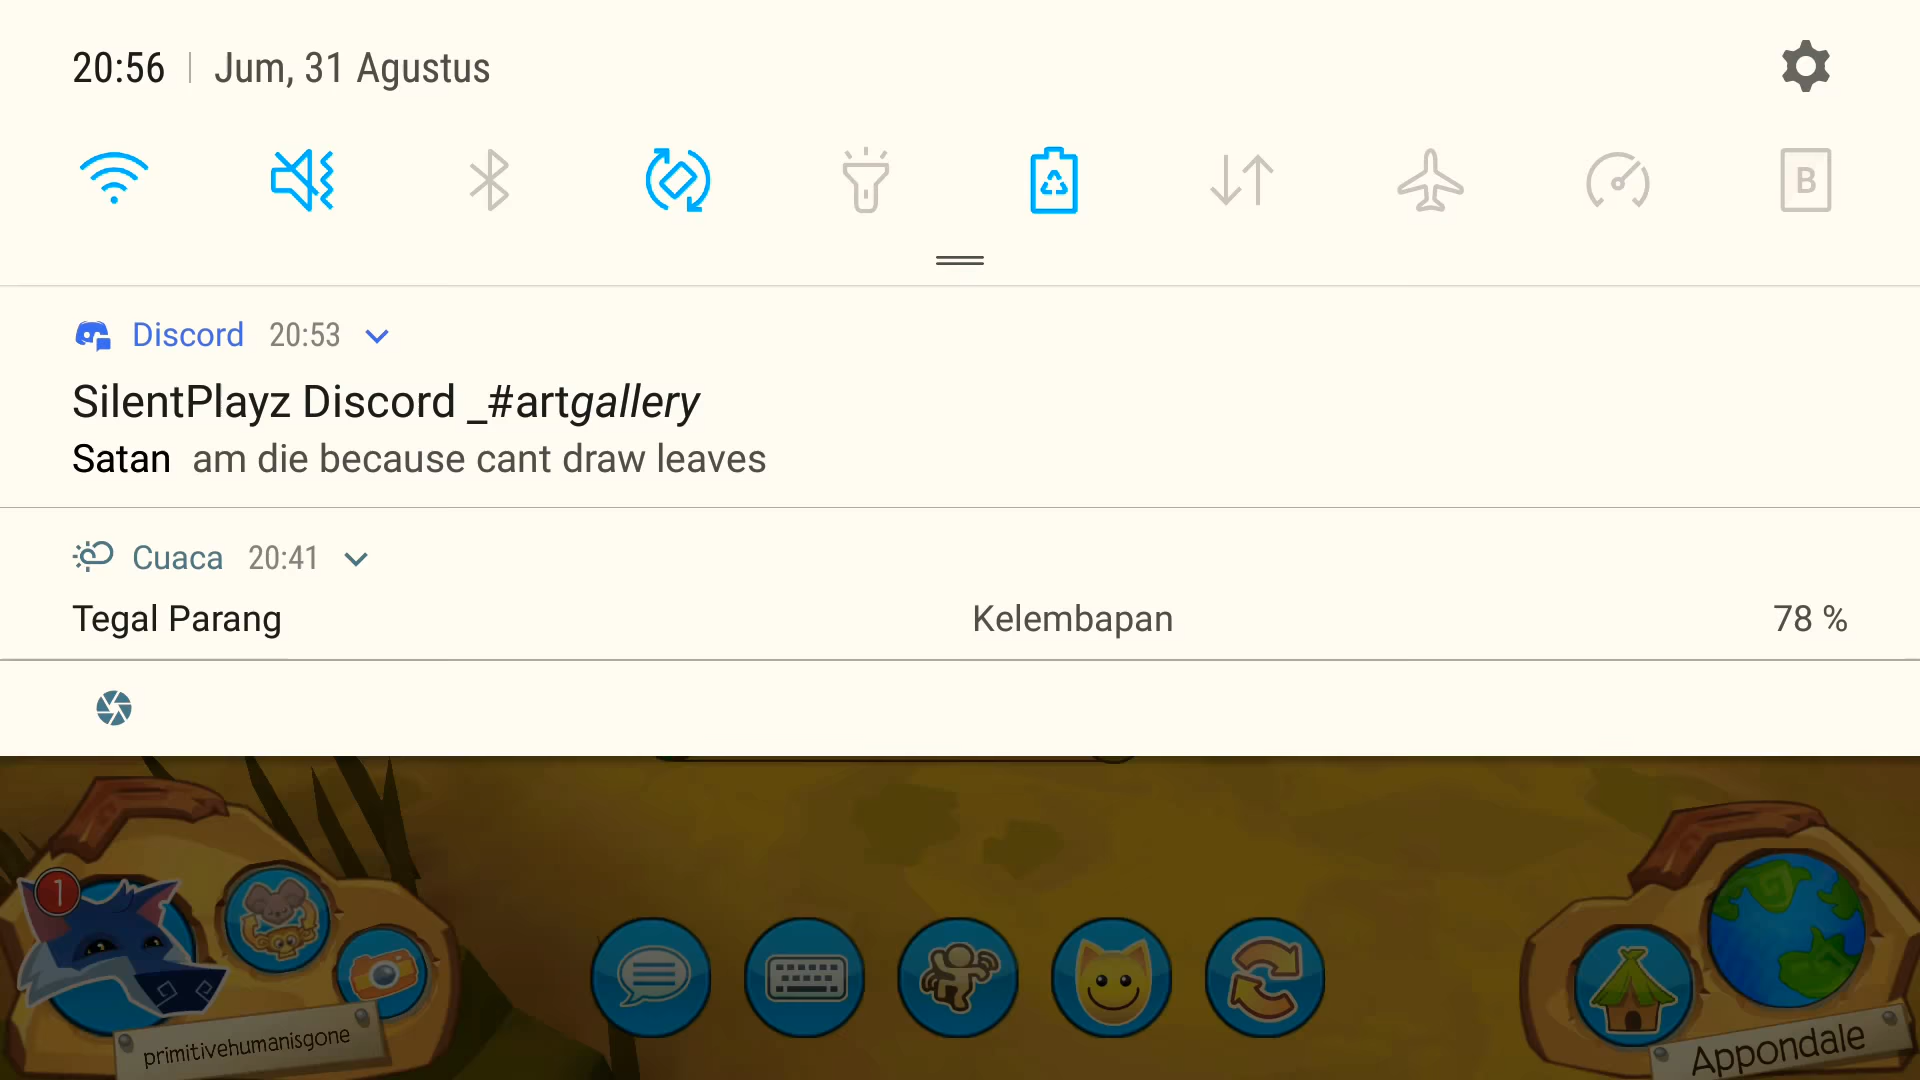 20:56 | Jum, 31 Agustus
B
Discord 20:53
SilentPlayz Discord _#artgallery
Satan am die because cant draw leaves
Cuaca 20:41
Tegal Parang Kelembapan 78 %
1
primitivehumanisgone
Appondale